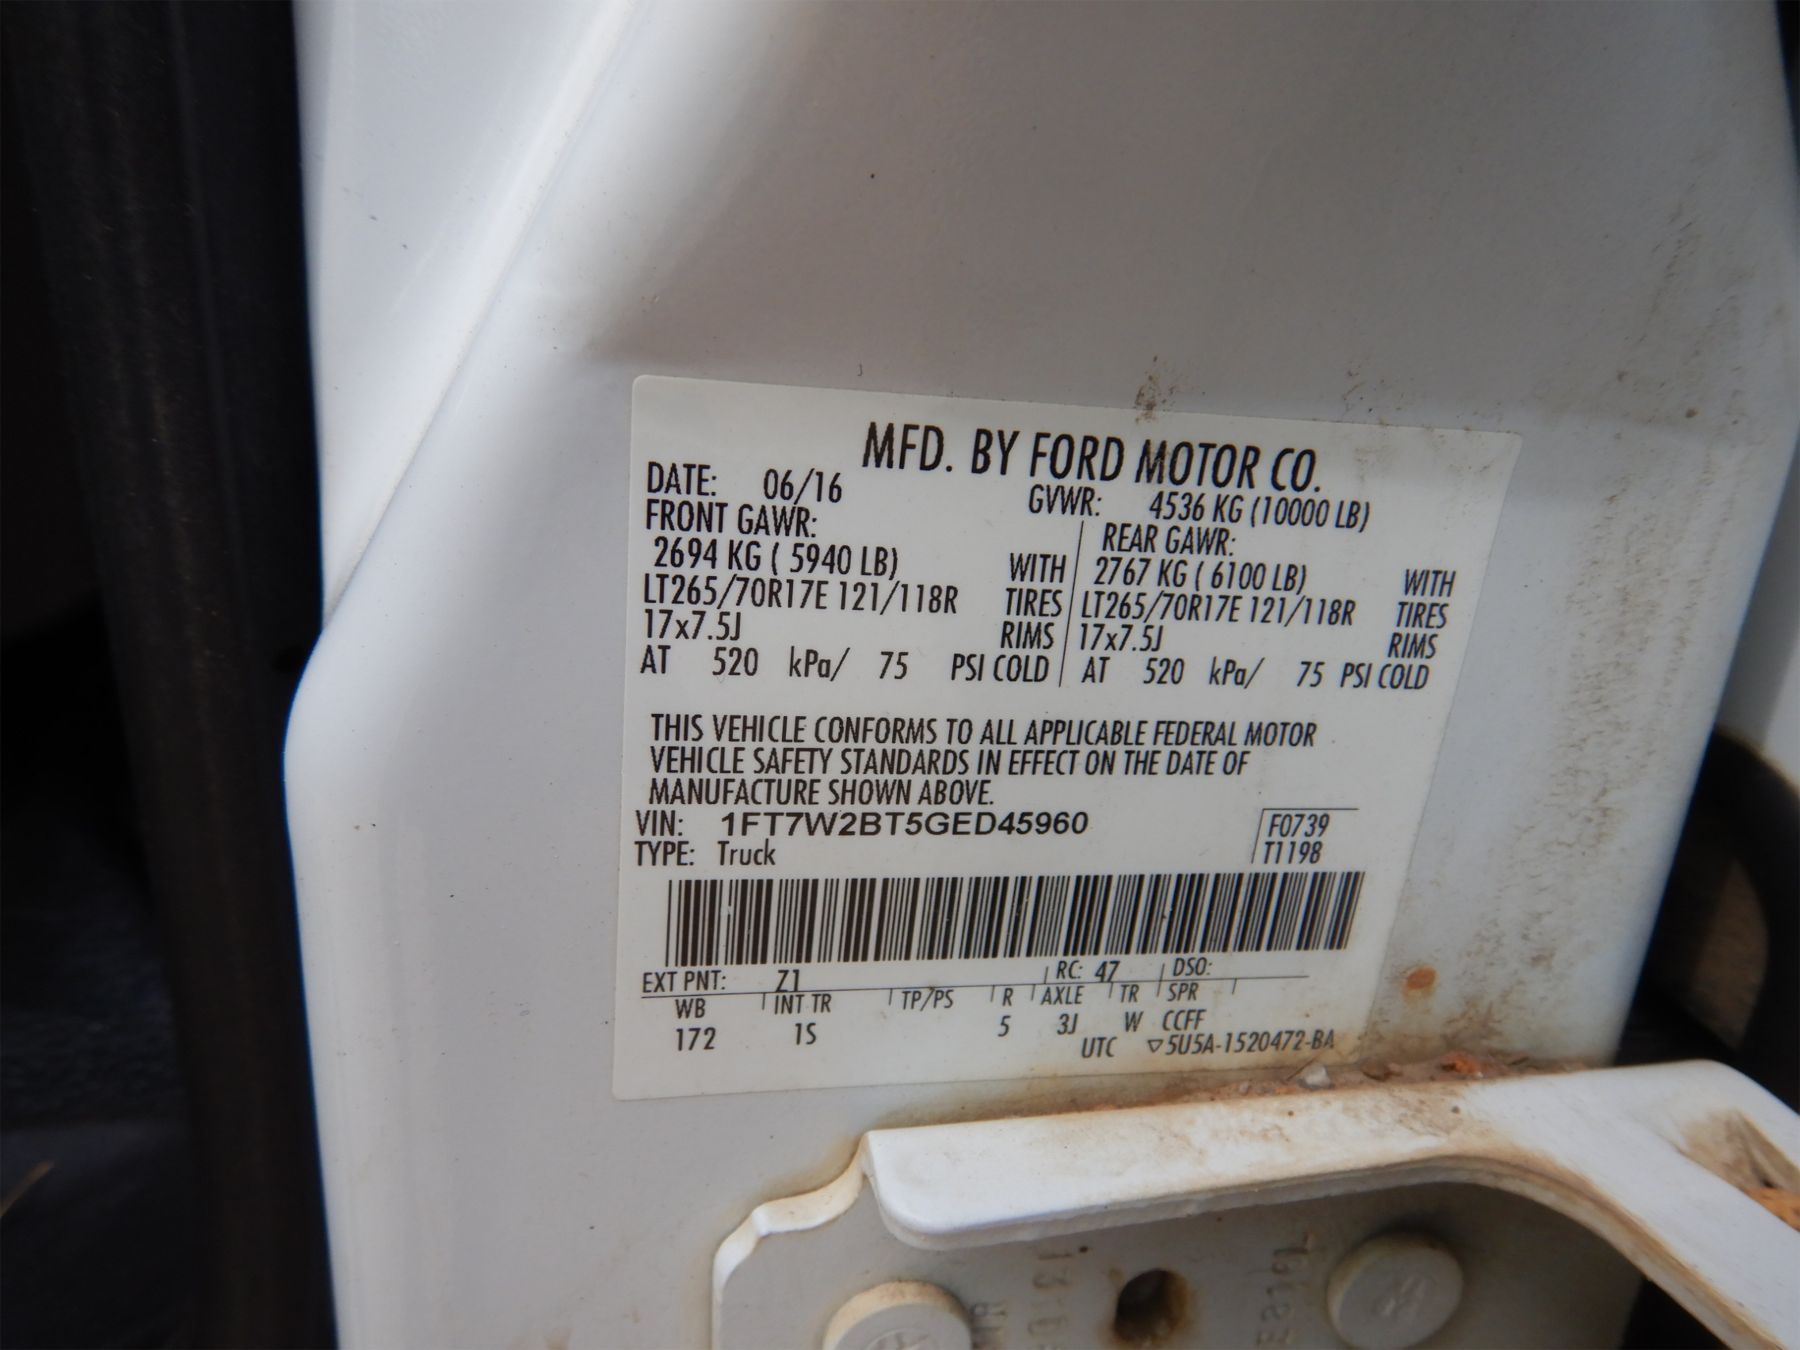 MFD. BY FORD MOTOR CO.
DATE: 06/16 GVWR: 4536 KG (10000 LB)
FRONT GAWR: REAR GAWR:
2694 KG ( 5940 LB) WITH 2767 KG ( 6100 LB) WITH
LT265/70R17E 121/118R TIRES LT265/70R17E 121/118R TIRES
17x7.5J RIMS 17x7.5J RIMS
AT 520 kPa/ 75 PSI COLD AT 520 kPa/ 75 PSI COLD
THIS VEHICLE CONFORMS TO ALL APPLICABLE FEDERAL MOTOR
VEHICLE SAFETY STANDARDS IN EFFECT ON THE DATE OF
MANUFACTURE SHOWN ABOVE.
VIN: 1FT7W2BT5GED45960 F0739
TYPE: Truck T1198
EXT PNT: Z1 RC: 47 DSO:
WB INT TR TP/PS R AXLE TR SPR
172 1S 5 3J W CCFF
UTC ▽5U5A-1520472-BA